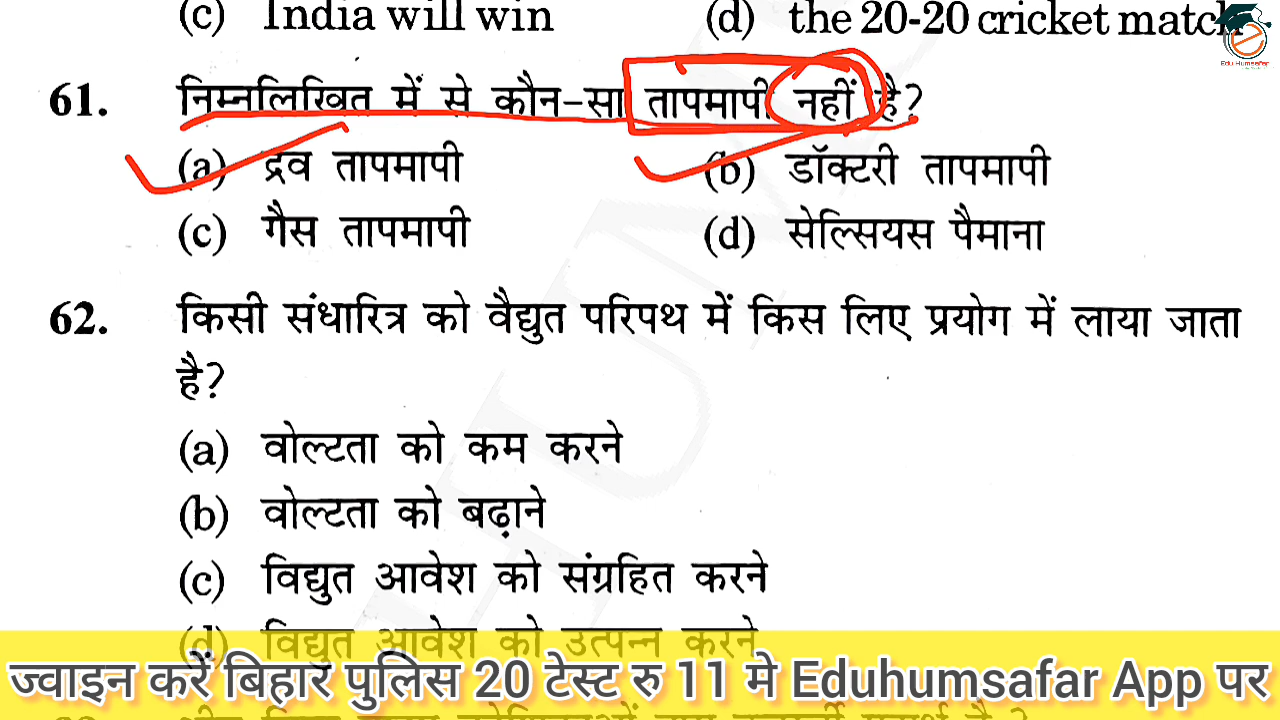 (c) India will win (d) the 20-20 cricket match
Edu Humsafar
61. निम्नलिखित में से कौन-सा तापमापी नहीं है?
(a) द्रव तापमापी (b) डॉक्टरी तापमापी
(c) गैस तापमापी (d) सेल्सियस पैमाना
62. किसी संधारित्र को वैद्युत परिपथ में किस लिए प्रयोग में लाया जाता
है?
(a) वोल्टता को कम करने
(b) वोल्टता को बढ़ाने
(c) विद्युत आवेश को संग्रहित करने
(d) विद्युत आवेश को उत्पन्न करने
ज्वाइन करें बिहार पुलिस 20 टेस्ट रु 11 मे Eduhumsafar App पर